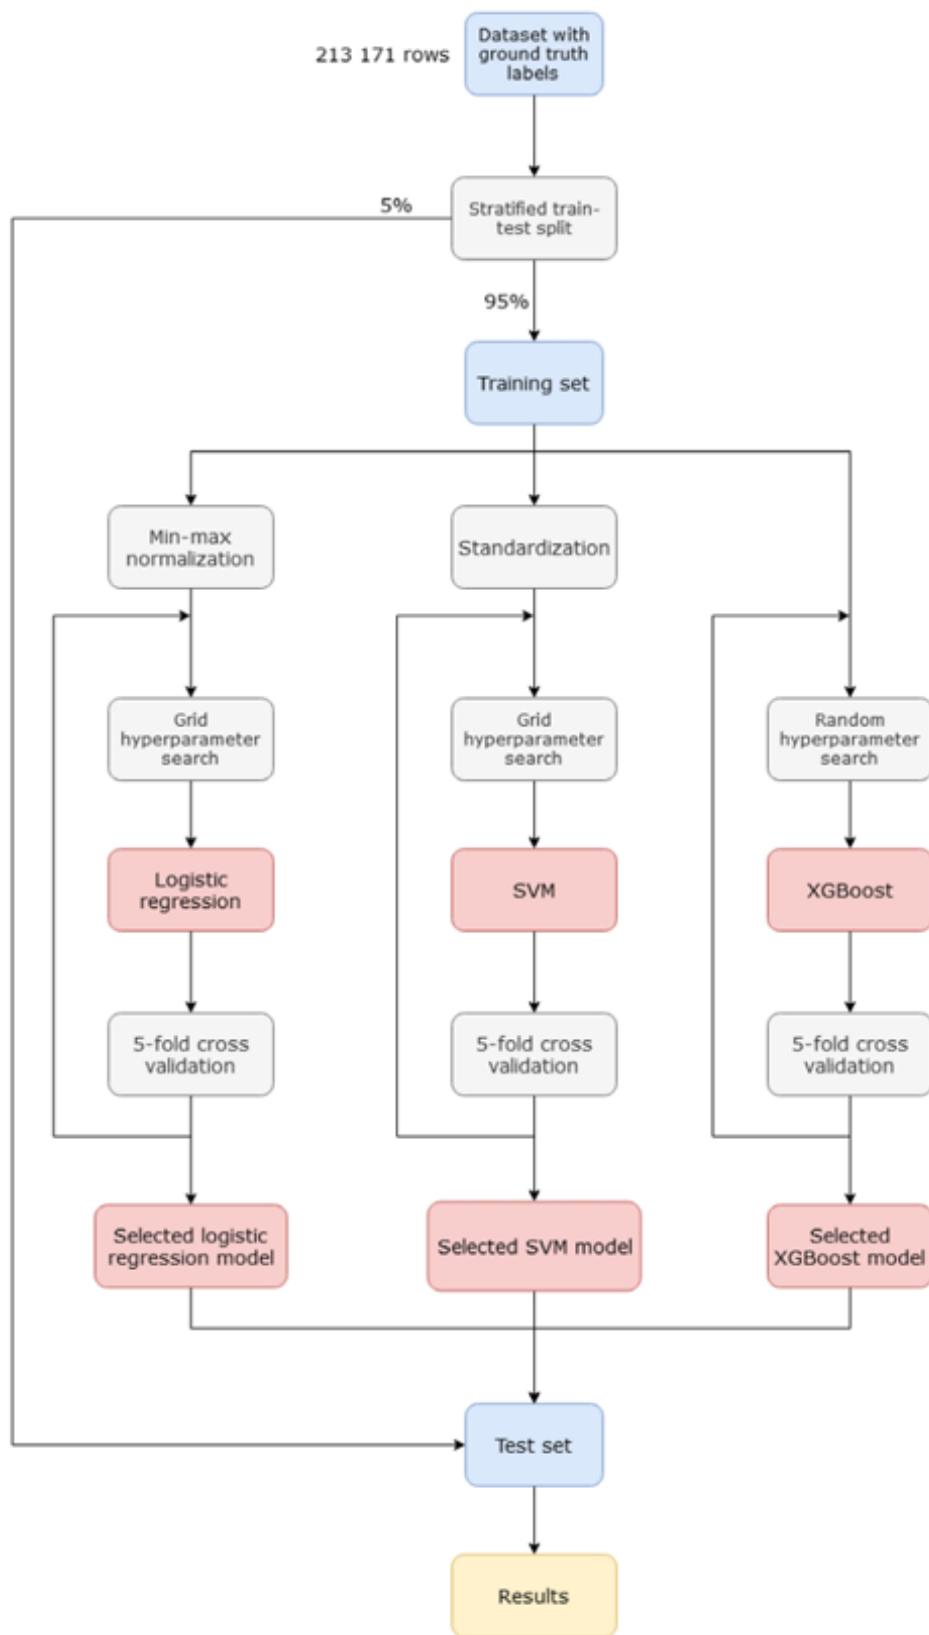 213 171 rows
Dataset with
ground truth
labels
5%
Stratified train-
test split
95%
Training set
Min-max
normalization
Standardization
Grid
hyperparameter
search
Grid
hyperparameter
search
Random
hyperparameter
search
Logistic
regression
SVM
XGBoost
5-fold cross
validation
5-fold cross
validation
5-fold cross
validation
Selected logistic
regression model
Selected SVM model
Selected
XGBoost model
Test set
Results